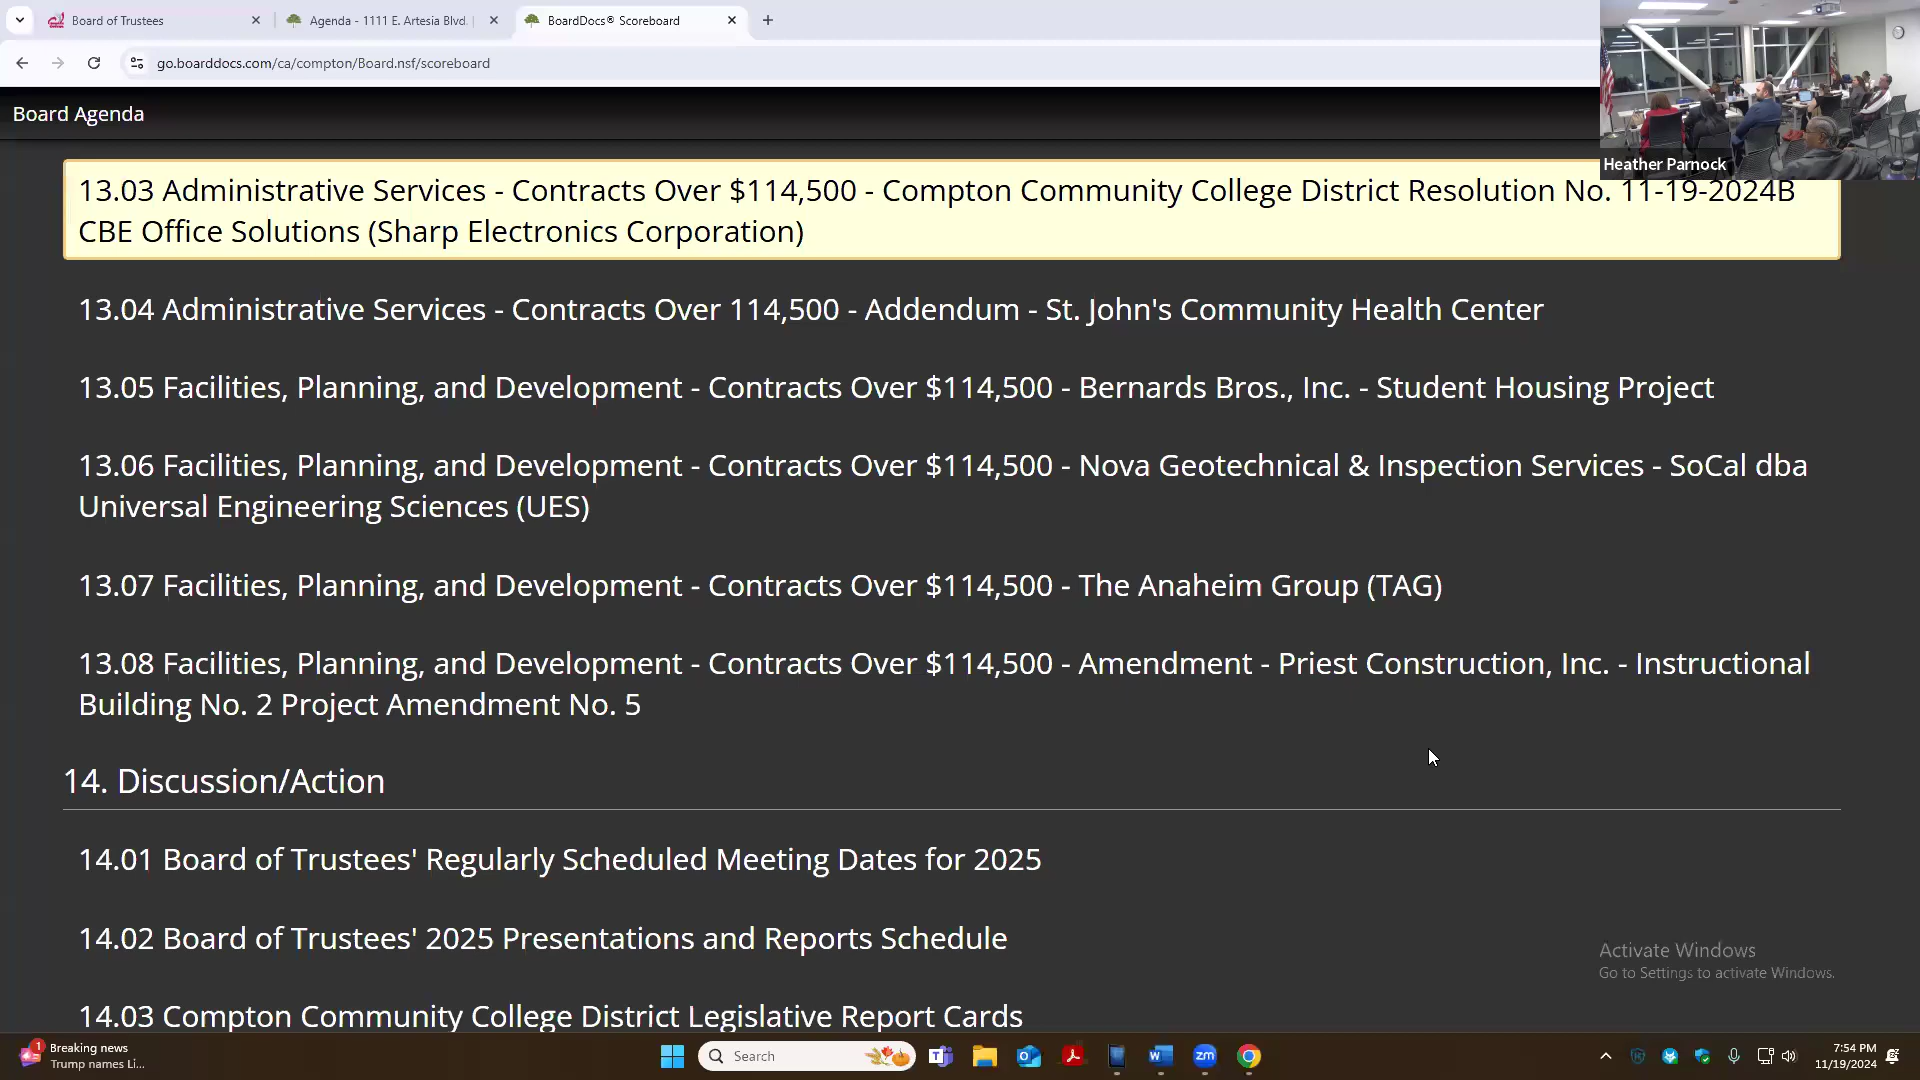 Board of Trustees
Agenda - 1111 E. Artesia Blvd.
BoardDocs® Scoreboard
go.boarddocs.com/ca/compton/Board.nsf/scoreboard
Board Agenda
Heather Parnock
13.03 Administrative Services - Contracts Over $114,500 - Compton Community College District Resolution No. 11-19-2024B
CBE Office Solutions (Sharp Electronics Corporation)
13.04 Administrative Services - Contracts Over 114,500 - Addendum - St. John's Community Health Center
13.05 Facilities, Planning, and Development - Contracts Over $114,500 - Bernards Bros., Inc. - Student Housing Project
13.06 Facilities, Planning, and Development - Contracts Over $114,500 - Nova Geotechnical & Inspection Services - SoCal dba
Universal Engineering Sciences (UES)
13.07 Facilities, Planning, and Development - Contracts Over $114,500 - The Anaheim Group (TAG)
13.08 Facilities, Planning, and Development - Contracts Over $114,500 - Amendment - Priest Construction, Inc. - Instructional
Building No. 2 Project Amendment No. 5
14. Discussion/Action
14.01 Board of Trustees' Regularly Scheduled Meeting Dates for 2025
14.02 Board of Trustees' 2025 Presentations and Reports Schedule
14.03 Compton Community College District Legislative Report Cards
Activate Windows
Go to Settings to activate Windows.
1
Breaking news
Trump names Li...
Search
zm
7:54 PM
11/19/2024